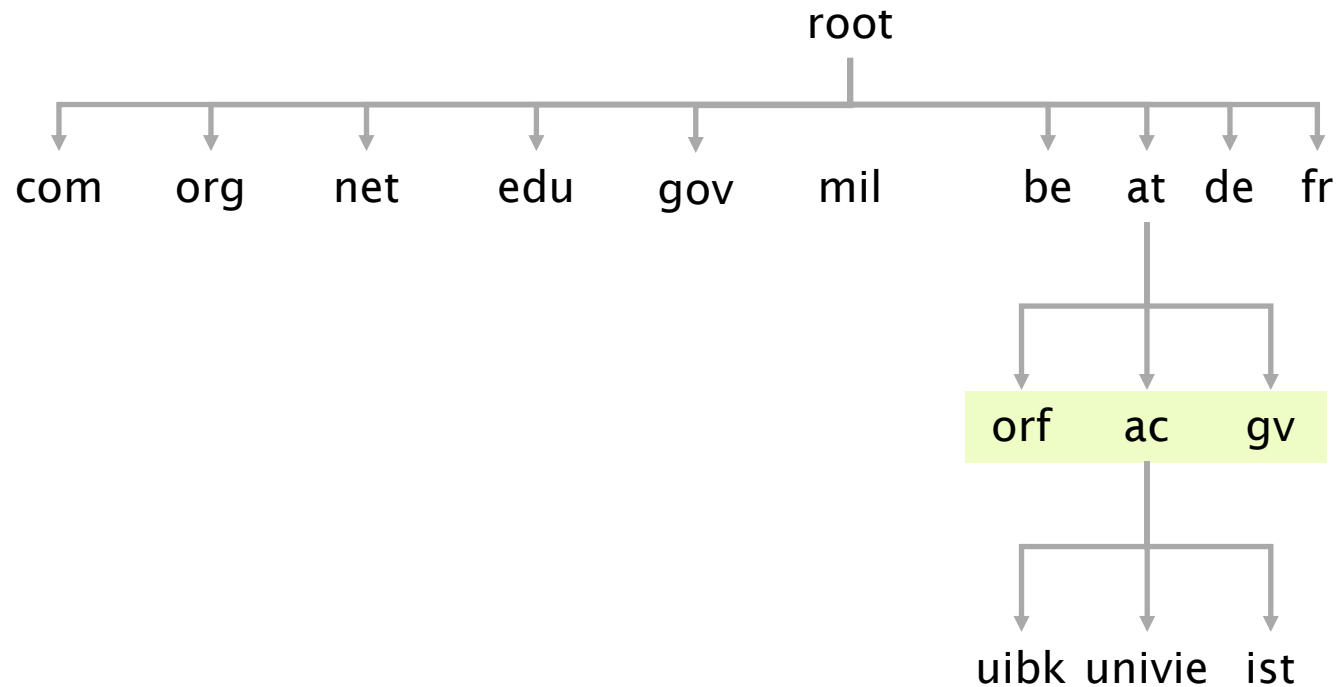 root
com org net edu gov mil be at de fr
orf ac gv
uibk univie ist